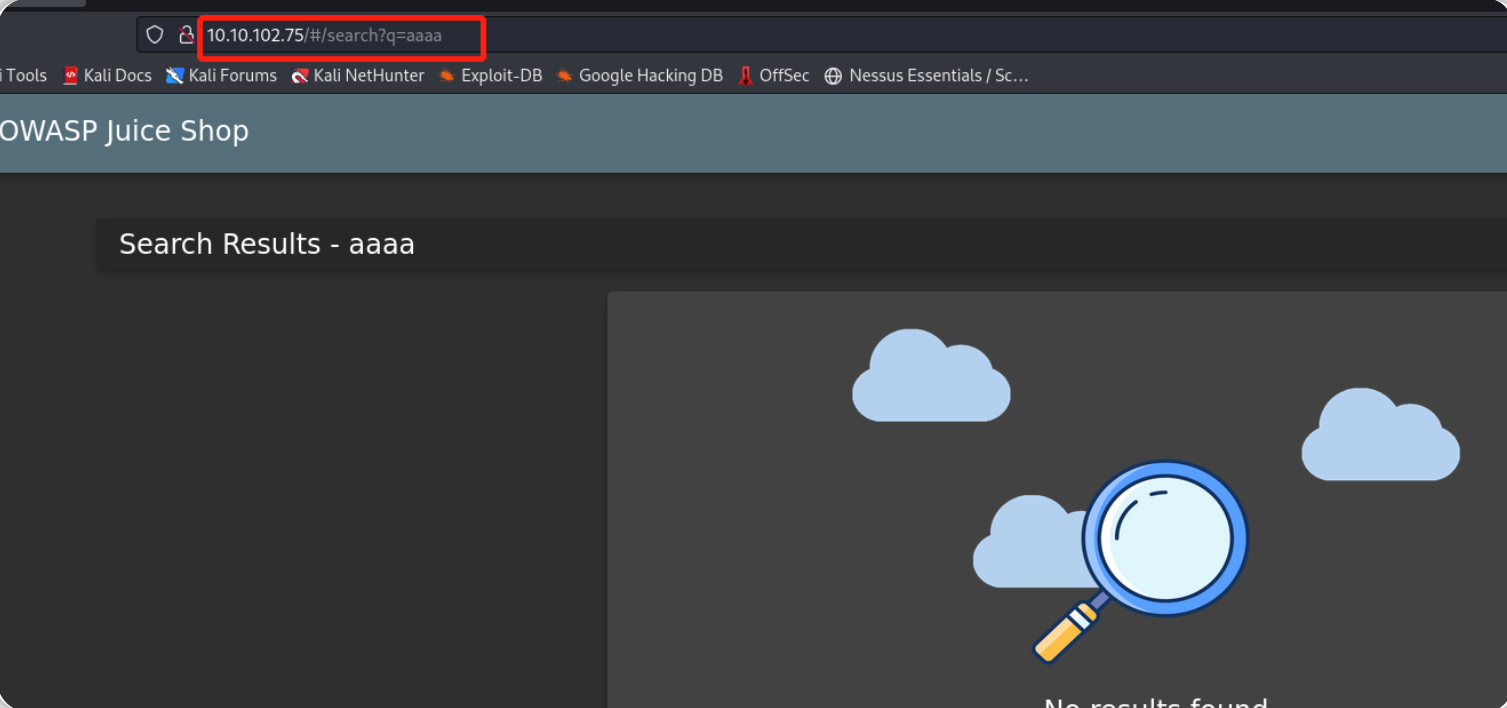 10.10.102.75/#/search?q=aaaa
i Tools Kali Docs Kali Forums Kali NetHunter Exploit-DB Google Hacking DB OffSec Nessus Essentials / Sc…
OWASP Juice Shop
Search Results - aaaa
No results found